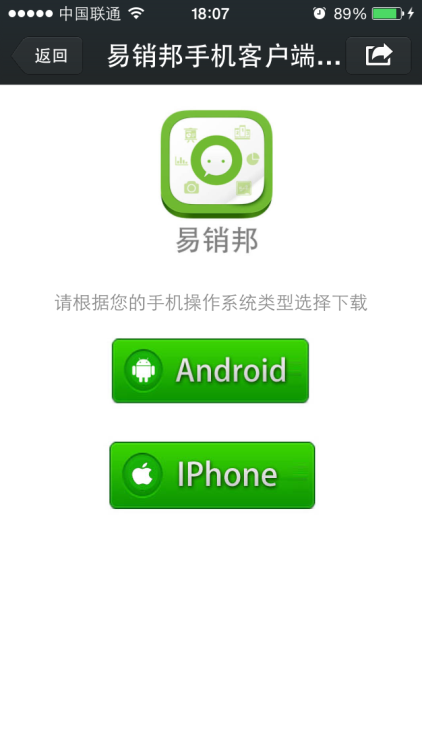 中国联通 18:07 89%
返回 易销邦手机客户端...
易销邦
请根据您的手机操作系统类型选择下载
Android
IPhone